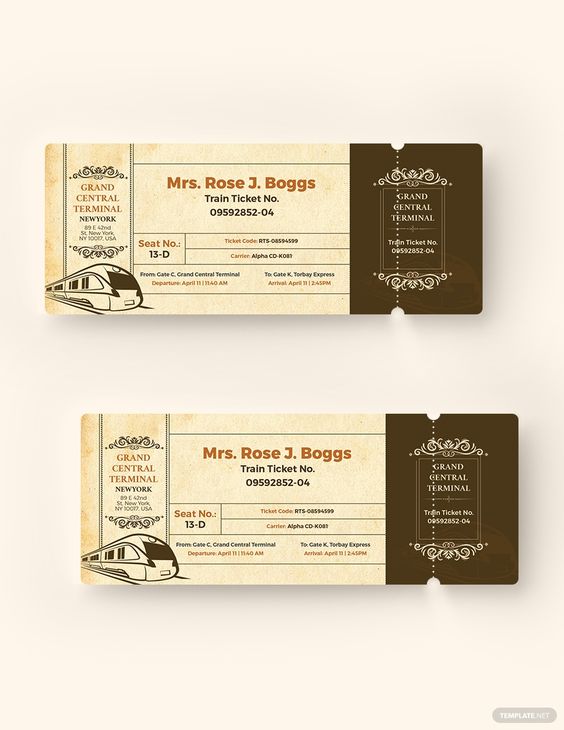 GRAND
CENTRAL
TERMINAL
NEWYORK
89 E 42nd
St, New York,
NY 10017, USA
Mrs. Rose J. Boggs
Train Ticket No.
09592852-04
Seat No.:
13-D
Ticket Code: RTS-08594599
Carrier: Alpha CD-K081
From: Gate C, Grand Central Terminal
Departure: April 11 | 11:40 AM
To: Gate K, Torbay Express
Arrival: April 11 | 2:45PM
GRAND
CENTRAL
TERMINAL
Train Ticket No.
09592852-04
GRAND
CENTRAL
TERMINAL
NEWYORK
89 E 42nd
St, New York,
NY 10017, USA
Mrs. Rose J. Boggs
Train Ticket No.
09592852-04
Seat No.:
13-D
Ticket Code: RTS-08594599
Carrier: Alpha CD-K081
From: Gate C, Grand Central Terminal
Departure: April 11 | 11:40 AM
To: Gate K, Torbay Express
Arrival: April 11 | 2:45PM
GRAND
CENTRAL
TERMINAL
Train Ticket No.
09592852-04
TEMPLATE.NET